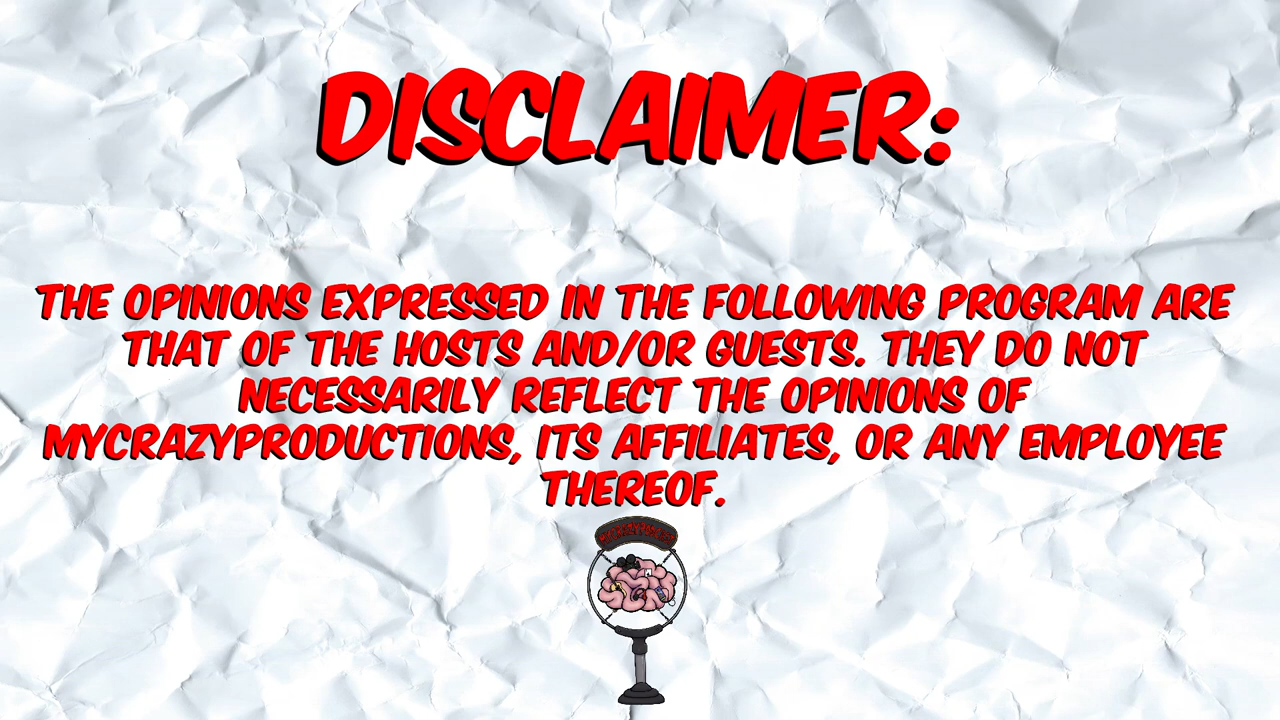 DISCLAIMER:
THE OPINIONS EXPRESSED IN THE FOLLOWING PROGRAM ARE
THAT OF THE HOSTS AND/OR GUESTS. THEY DO NOT
NECESSARILY REFLECT THE OPINIONS OF
MYCRAZYPRODUCTIONS, ITS AFFILIATES, OR ANY EMPLOYEE
THEREOF.
MYCRAZYPODCAST